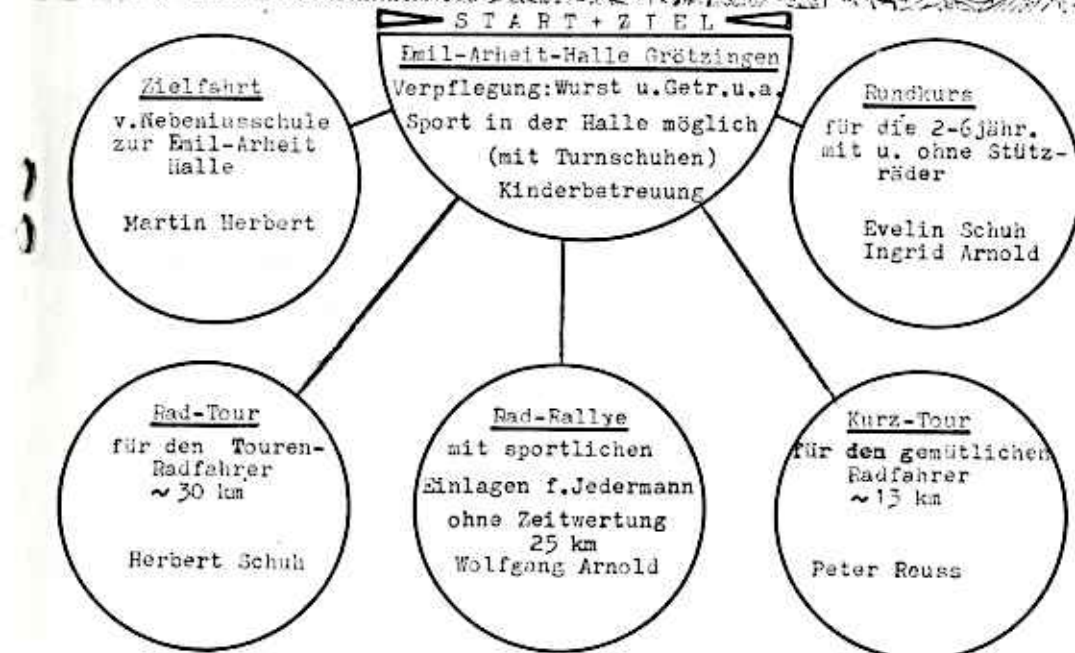 START+ZIEL
Emil-Arheit-Halle Grötzingen
Verpflegung:Wurst u.Getr.u.a.
Sport in der Halle möglich
(mit Turnschuhen)
Kinderbetreuung
Zielfahrt
v.Nebeniusschule
zur Emil-Arheit
Halle
Martin Herbert
Rundkurs
für die 2-6jähr.
mit u. ohne Stütz-
räder
Evelin Schuh
Ingrid Arnold
Rad-Tour
für den Touren-
Radfahrer
~30 km
Herbert Schuh
Rad-Rallye
mit sportlichen
Einlagen f.Jedermann
ohne Zeitwertung
25 km
Wolfgang Arnold
Kurz-Tour
für den gemütlichen
Radfahrer
~13 km
Peter Reuss